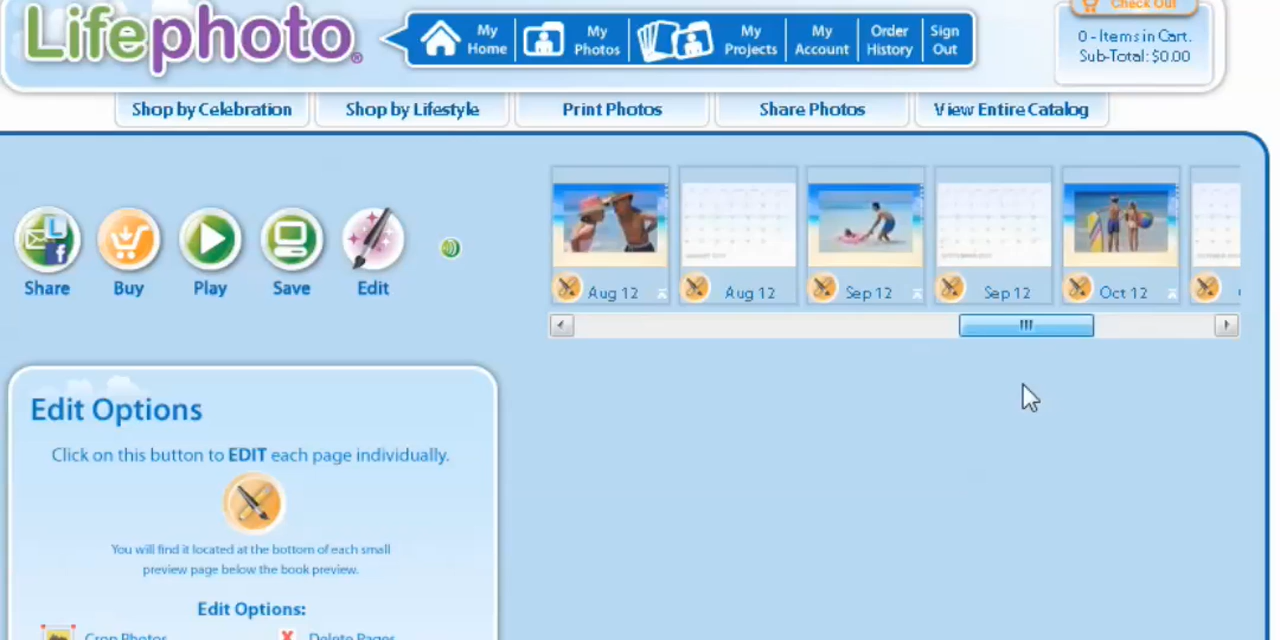 Lifephoto®
My Home
My Photos
My Projects
My Account
Order History
Sign Out
Check Out
0 - Items in Cart.
Sub-Total: $0.00
Shop by Celebration
Shop by Lifestyle
Print Photos
Share Photos
View Entire Catalog
Share
Buy
Play
Save
Edit
Aug 12
Aug 12
Sep 12
Sep 12
Oct 12
Edit Options
Click on this button to EDIT each page individually.
You will find it located at the bottom of each small
preview page below the book preview.
Edit Options:
Crop Photos
Delete Pages